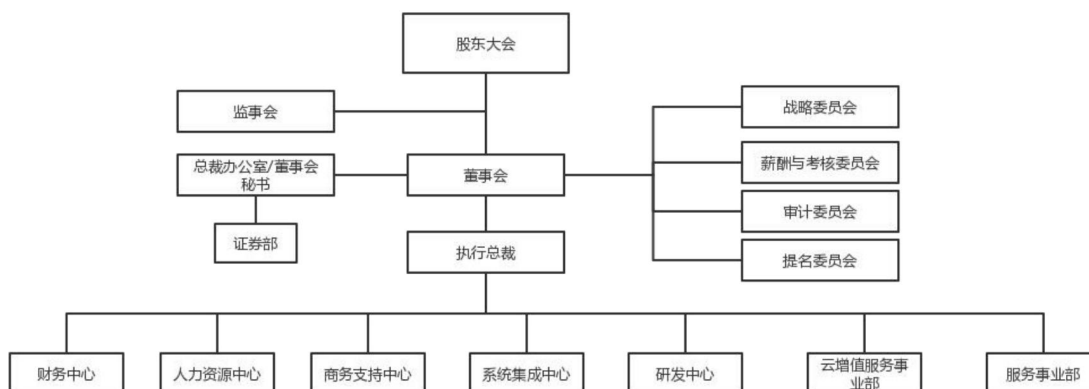 股东大会
监事会
战略委员会
总裁办公室/董事会
秘书
董事会
薪酬与考核委员会
审计委员会
证券部
执行总裁
提名委员会
财务中心
人力资源中心
商务支持中心
系统集成中心
研发中心
云增值服务事
业部
服务事业部